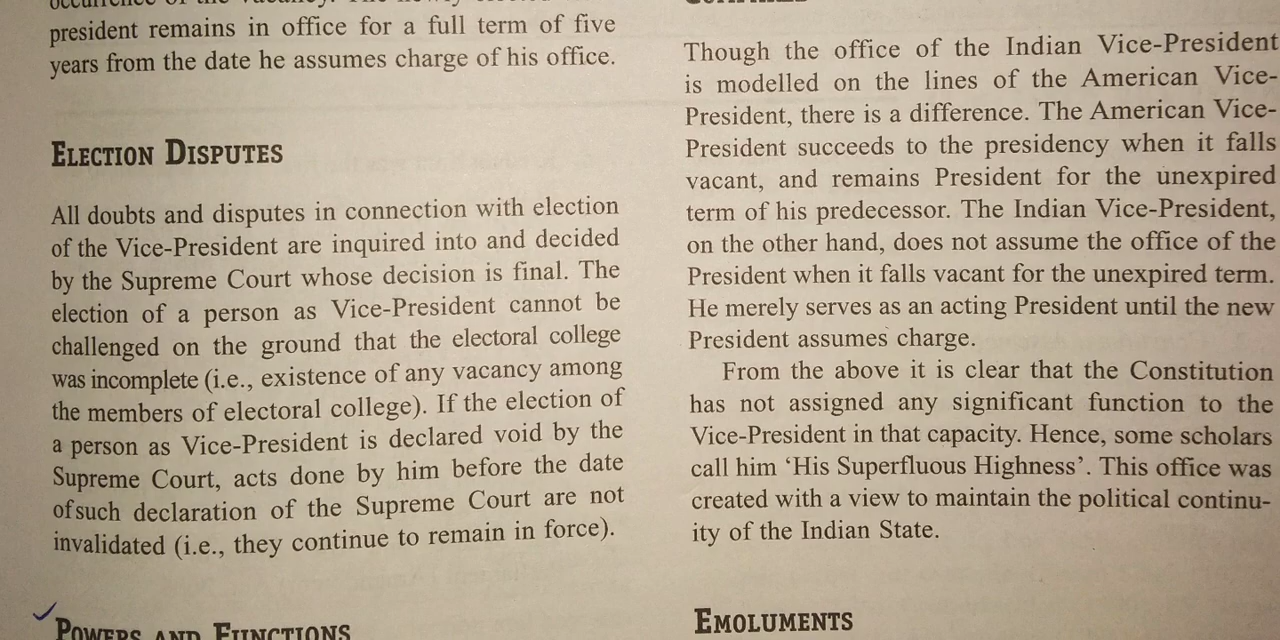 president remains in office for a full term of five
years from the date he assumes charge of his office.
ELECTION DISPUTES
All doubts and disputes in connection with election
of the Vice-President are inquired into and decided
by the Supreme Court whose decision is final. The
election of a person as Vice-President cannot be
challenged on the ground that the electoral college
was incomplete (i.e., existence of any vacancy among
the members of electoral college). If the election of
a person as Vice-President is declared void by the
Supreme Court, acts done by him before the date
of such declaration of the Supreme Court are not
invalidated (i.e., they continue to remain in force).
POWERS AND FUNCTIONS
Though the office of the Indian Vice-President
is modelled on the lines of the American Vice-
President, there is a difference. The American Vice-
President succeeds to the presidency when it falls
vacant, and remains President for the unexpired
term of his predecessor. The Indian Vice-President,
on the other hand, does not assume the office of the
President when it falls vacant for the unexpired term.
He merely serves as an acting President until the new
President assumes charge.
From the above it is clear that the Constitution
has not assigned any significant function to the
Vice-President in that capacity. Hence, some scholars
call him ‘His Superfluous Highness’. This office was
created with a view to maintain the political continu-
ity of the Indian State.
EMOLUMENTS